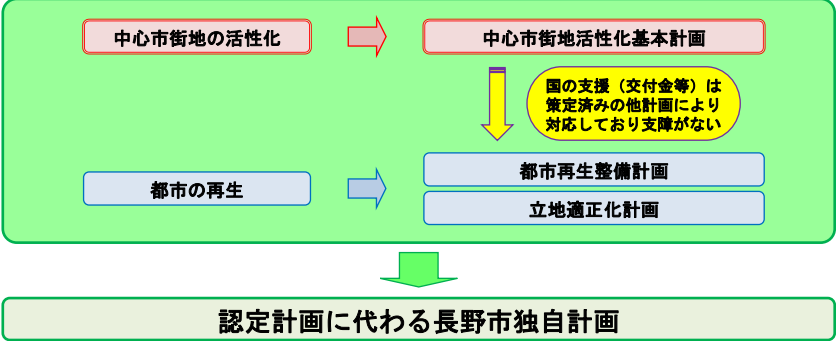 中心市街地の活性化
中心市街地活性化基本計画
国の支援（交付金等）は
策定済みの他計画により
対応しており支障がない
都市の再生
都市再生整備計画
立地適正化計画
認定計画に代わる長野市独自計画